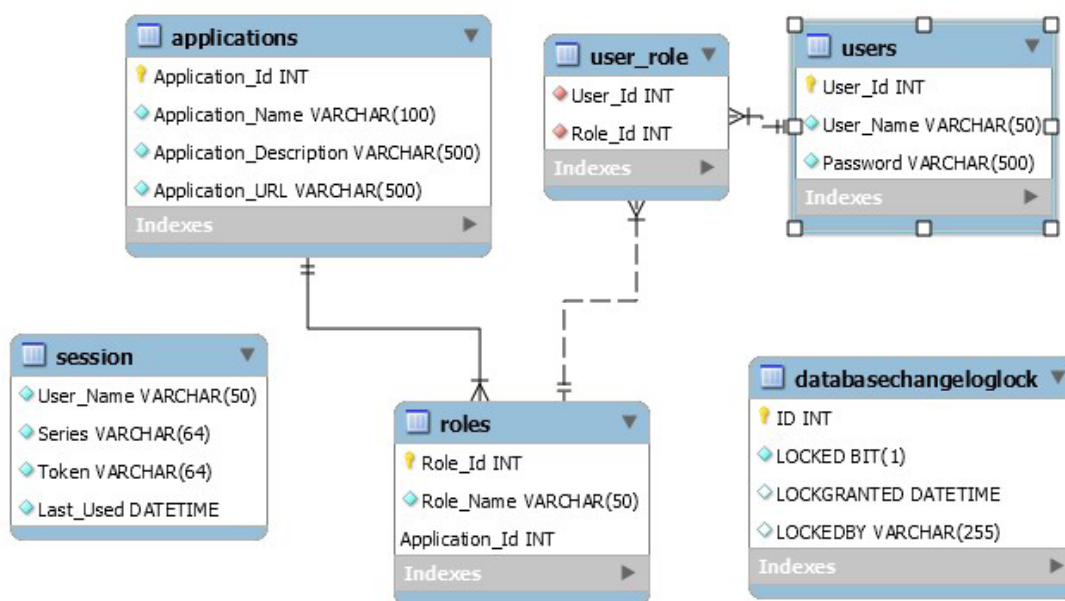 applications
Application_Id INT
Application_Name VARCHAR(100)
Application_Description VARCHAR(500)
Application_URL VARCHAR(500)
Indexes
user_role
User_Id INT
Role_Id INT
Indexes
users
User_Id INT
User_Name VARCHAR(50)
Password VARCHAR(500)
Indexes
session
User_Name VARCHAR(50)
Series VARCHAR(64)
Token VARCHAR(64)
Last_Used DATETIME
roles
Role_Id INT
Role_Name VARCHAR(50)
Application_Id INT
Indexes
databasechangeloglock
ID INT
LOCKED BIT(1)
LOCKGRANTED DATETIME
LOCKEDBY VARCHAR(255)
Indexes